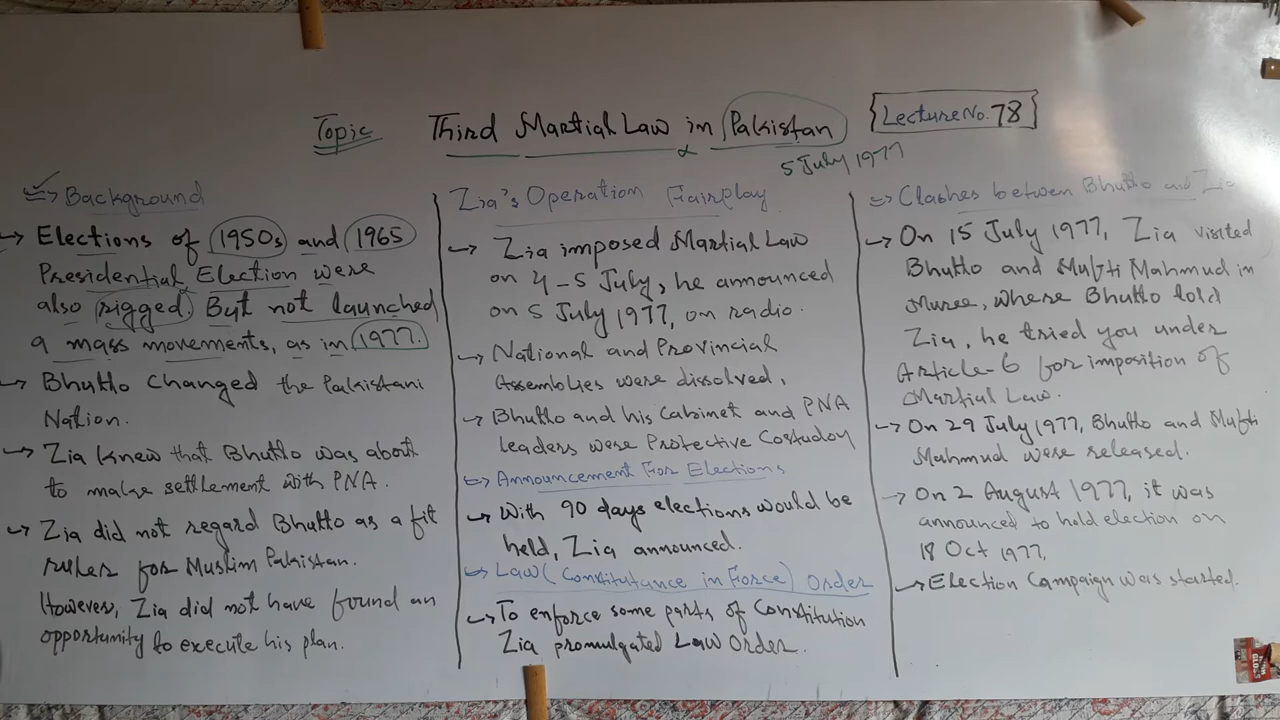 Topic Third Martial Law in Pakistan Lecture No. 78
5 July 1977
Background
Elections of 1950s and 1965
Presidential Election were
also rigged. But not launched
a mass movements, as in 1977.
Bhutto changed the Pakistani
Nation.
Zia knew that Bhutto was about
to make settlement with PNA.
Zia did not regard Bhutto as a fit
ruler for Muslim Pakistan.
However, Zia did not have found an
opportunity to execute his plan.
Zia's Operation Fairplay
Zia imposed Martial Law
on 4-5 July, he announced
on 5 July 1977, on radio.
National and Provincial
Assemblies were dissolved,
Bhutto and his Cabinet and PNA
leaders were Protective Costudoy
Announcement For Elections
With 90 days elections would be
held, Zia announced.
Law (Constitutance in Force) Order
To enforce some parts of Constitution
Zia promulgated Law Order.
Clashes between Bhutto and Zia
On 15 July 1977, Zia visited
Bhutto and Mufti Mahmud in
Muree, where Bhutto told
Zia, he tried you under
Article-6 for imposition of
Martial Law.
On 29 July 1977, Bhutto and Mufti
Mahmud were released.
On 2 August 1977, it was
announced to hold election on
18 Oct 1977,
Election Campaign was started.